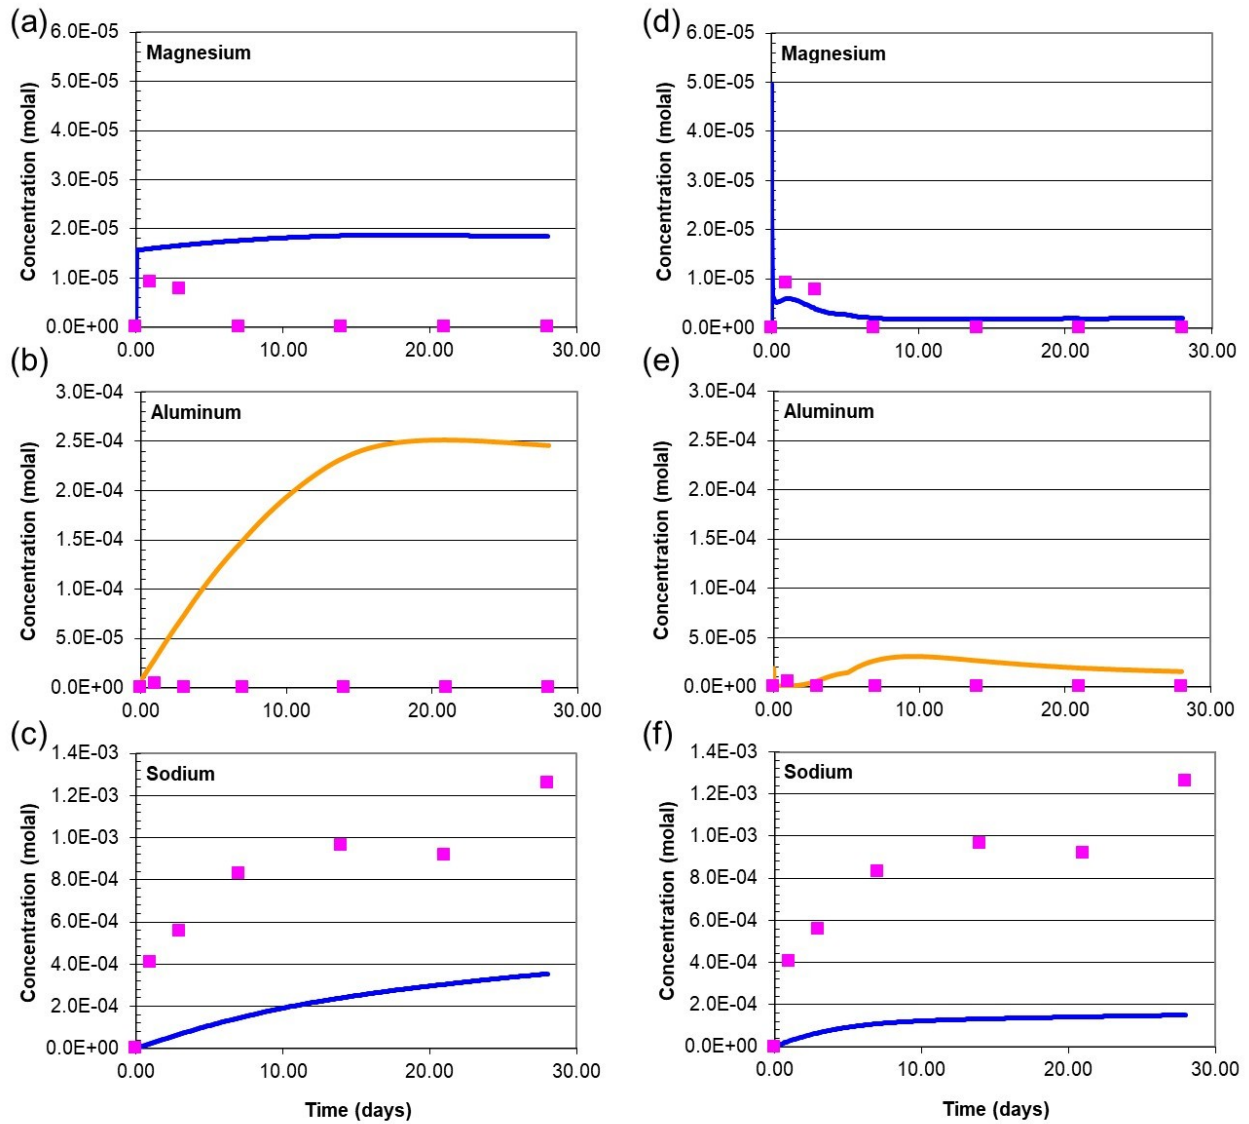 (a)
6.0E-05
Magnesium
5.0E-05
4.0E-05
3.0E-05
2.0E-05
1.0E-05
0.0E+00
Concentration (molal)
0.00 10.00 20.00 30.00
(d)
6.0E-05
Magnesium
5.0E-05
4.0E-05
3.0E-05
2.0E-05
1.0E-05
0.0E+00
Concentration (molal)
0.00 10.00 20.00 30.00
(b)
3.0E-04
Aluminum
2.5E-04
2.0E-04
1.5E-04
1.0E-04
5.0E-05
0.0E+00
Concentration (molal)
0.00 10.00 20.00 30.00
(e)
3.0E-04
Aluminum
2.5E-04
2.0E-04
1.5E-04
1.0E-04
5.0E-05
0.0E+00
Concentration (molal)
0.00 10.00 20.00 30.00
(c)
1.4E-03
Sodium
1.2E-03
1.0E-03
8.0E-04
6.0E-04
4.0E-04
2.0E-04
0.0E+00
Concentration (molal)
0.00 10.00 20.00 30.00
Time (days)
(f)
1.4E-03
Sodium
1.2E-03
1.0E-03
8.0E-04
6.0E-04
4.0E-04
2.0E-04
0.0E+00
Concentration (molal)
0.00 10.00 20.00 30.00
Time (days)